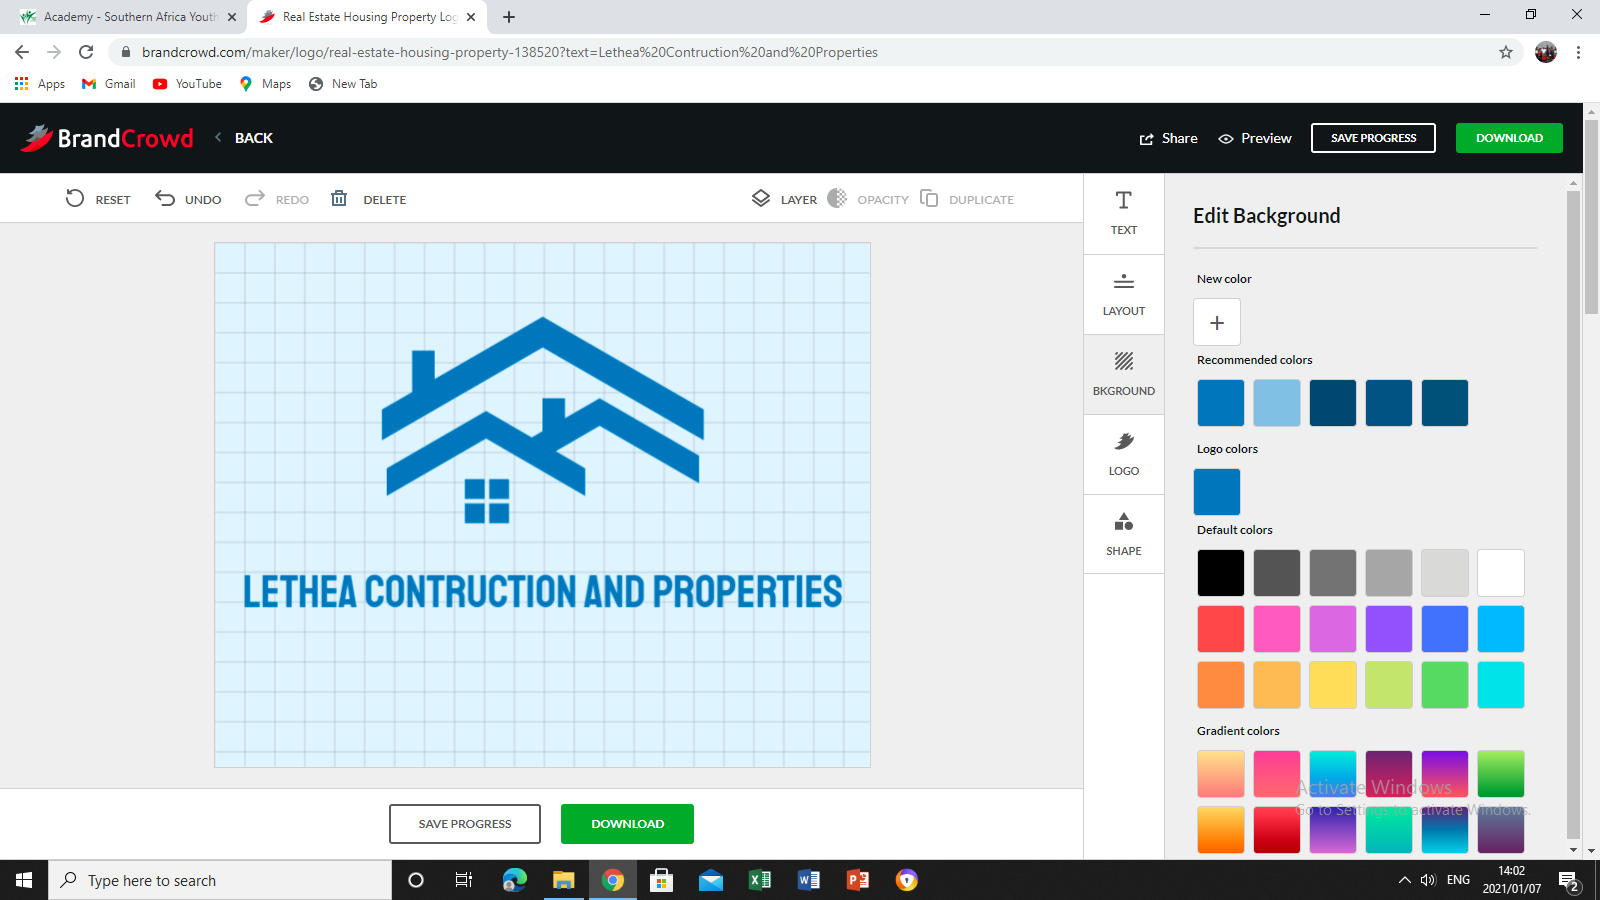 Academy - Southern Africa Youth
Real Estate Housing Property Log
brandcrowd.com/maker/logo/real-estate-housing-property-138520?text=Lethea%20Contruction%20and%20Properties
Apps Gmail YouTube Maps New Tab
BrandCrowd BACK Share Preview SAVE PROGRESS DOWNLOAD
RESET UNDO REDO DELETE LAYER OPACITY DUPLICATE
TEXT
LAYOUT
BKGROUND
LOGO
SHAPE
Edit Background
New color
+
Recommended colors
Logo colors
Default colors
Gradient colors
LETHEA CONTRUCTION AND PROPERTIES
Activate Windows
Go to Settings to activate Windows.
SAVE PROGRESS DOWNLOAD
Type here to search
ENG
14:02
2021/01/07
2